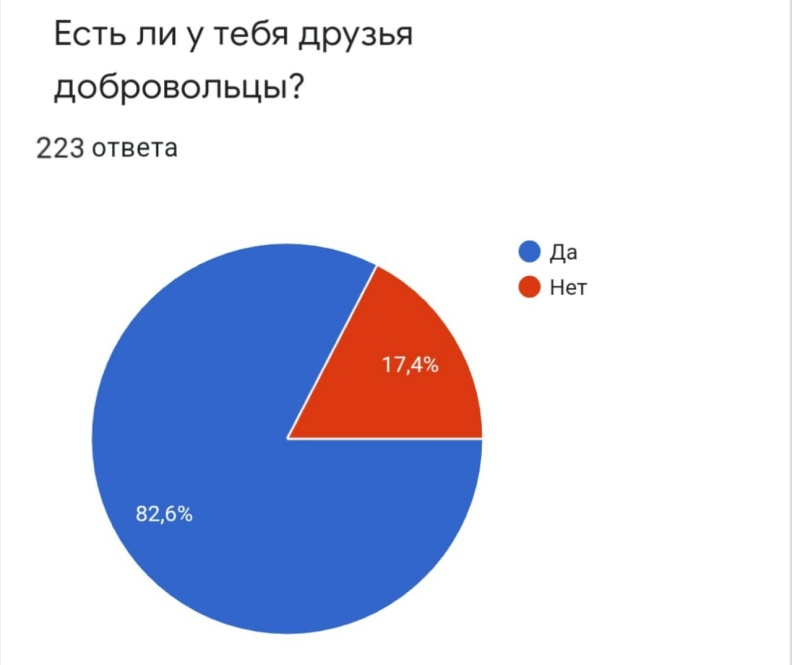 Есть ли у тебя друзья
добровольцы?
223 ответа
Да
Нет
17,4%
82,6%